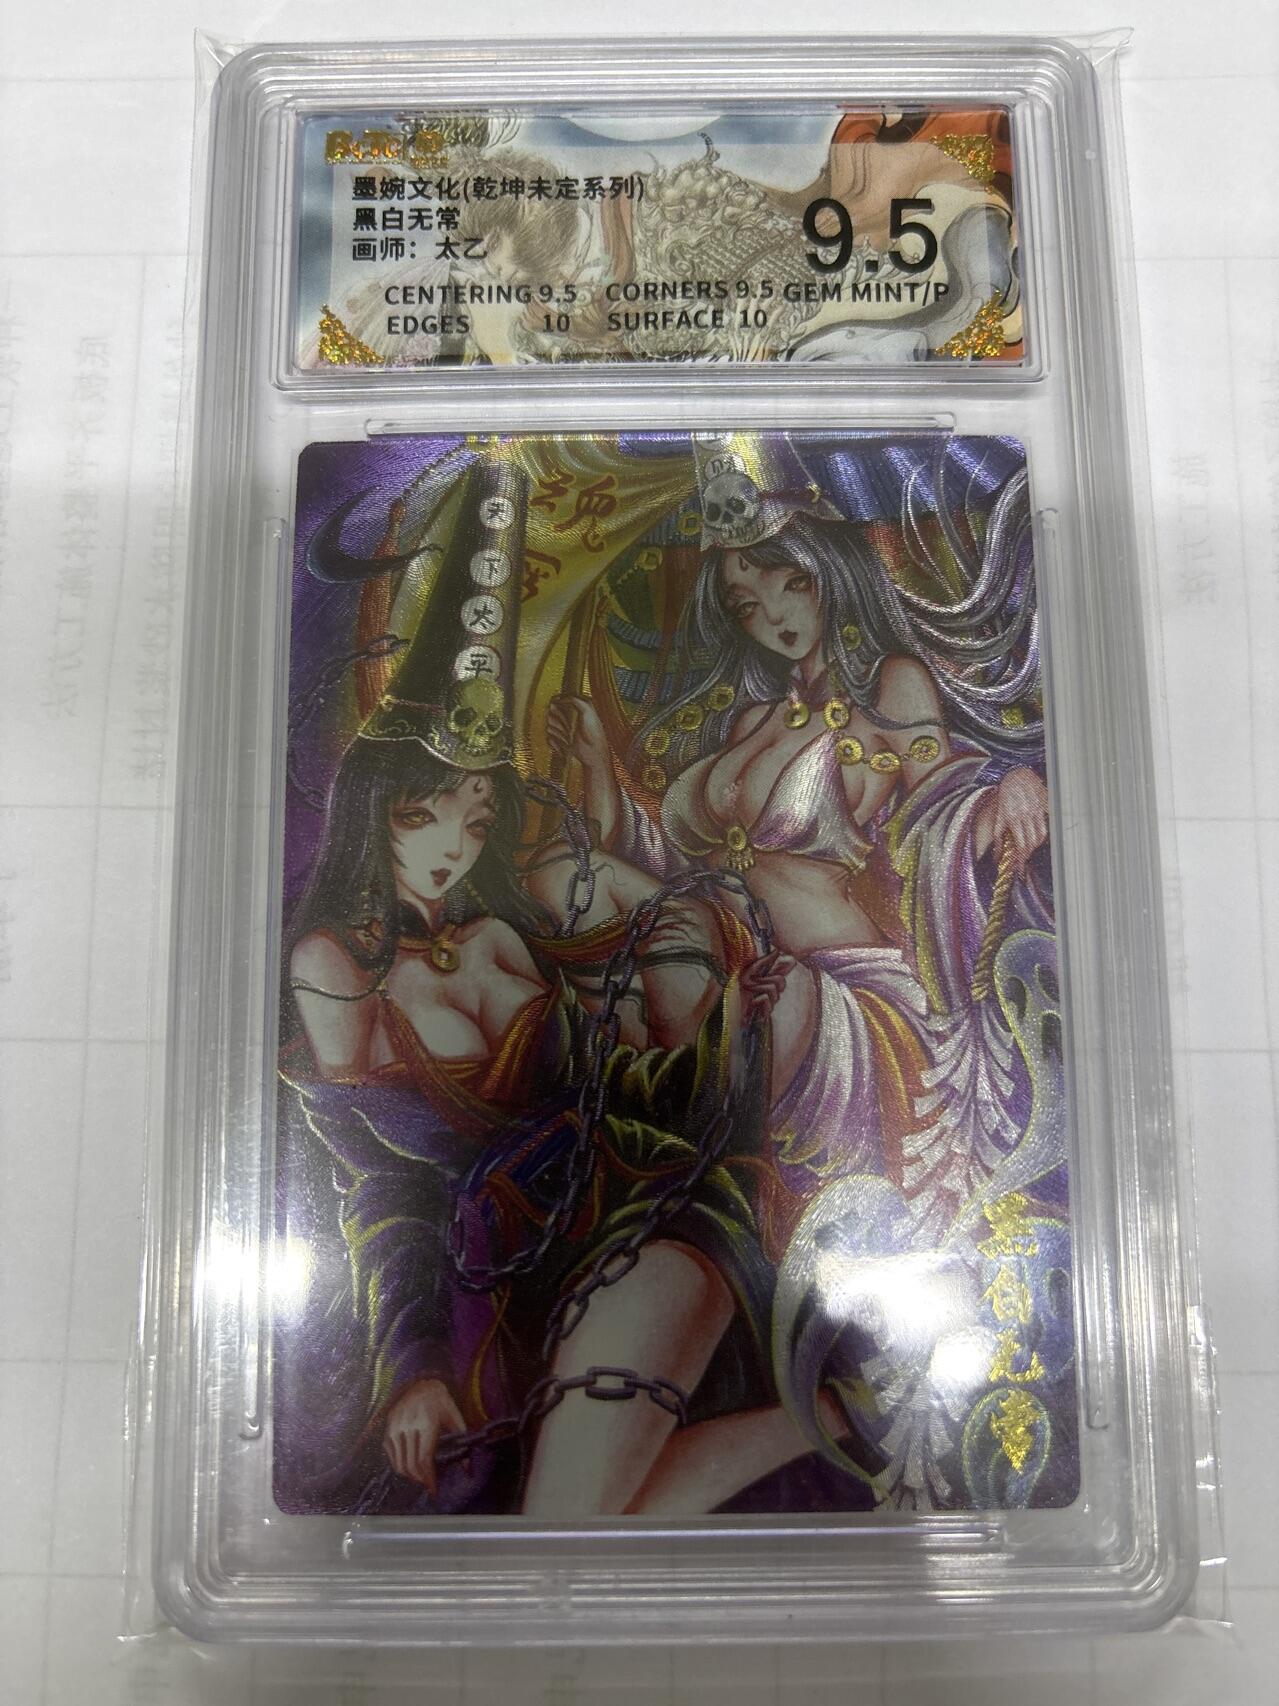 墨婉文化(乾坤未定系列)
黑白无常
画师：太乙
9.5
CENTERING 9.5 CORNERS 9.5 GEM MINT/P
EDGES 10 SURFACE 10
天
下
太
平
黑白无常